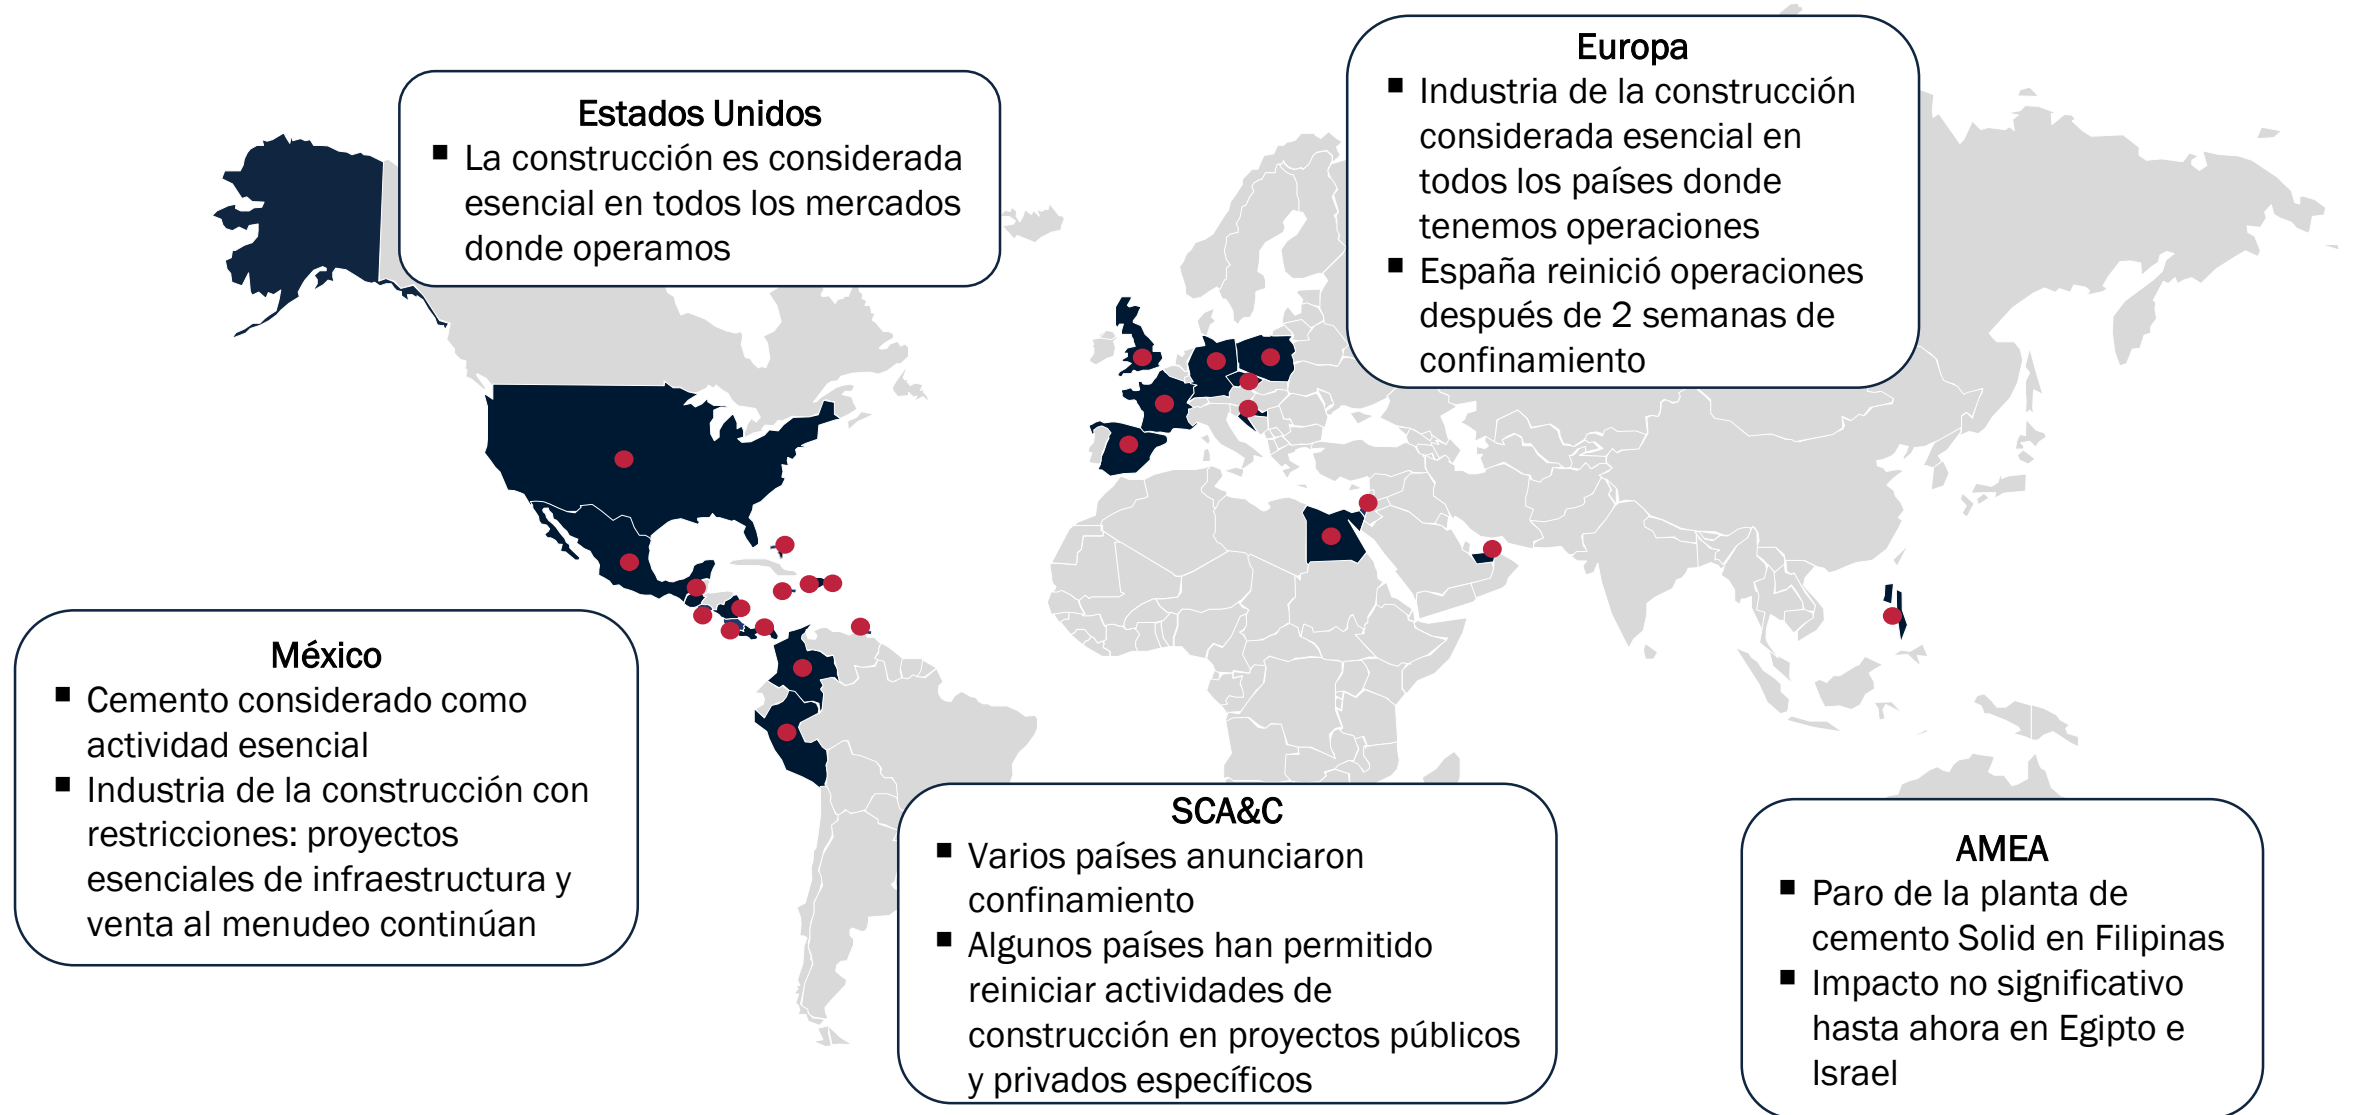 Estados Unidos
▪ La construcción es considerada
esencial en todos los mercados
donde operamos
Europa
▪ Industria de la construcción
considerada esencial en
todos los países donde
tenemos operaciones
▪ España reinició operaciones
después de 2 semanas de
confinamiento
México
▪ Cemento considerado como
actividad esencial
▪ Industria de la construcción con
restricciones: proyectos
esenciales de infraestructura y
venta al menudeo continúan
SCA&C
▪ Varios países anunciaron
confinamiento
▪ Algunos países han permitido
reiniciar actividades de
construcción en proyectos públicos
y privados específicos
AMEA
▪ Paro de la planta de
cemento Solid en Filipinas
▪ Impacto no significativo
hasta ahora en Egipto e
Israel